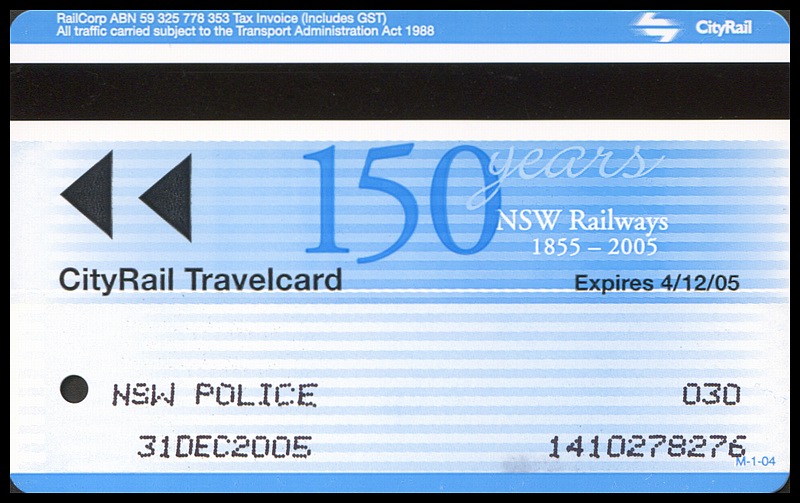 RailCorp ABN 59 325 778 353 Tax Invoice (Includes GST)
All traffic carried subject to the Transport Administration Act 1988
CityRail
150 years
NSW Railways
1855 – 2005
CityRail Travelcard
Expires 4/12/05
NSW POLICE 030
31DEC2005 1410278276
M-1-04